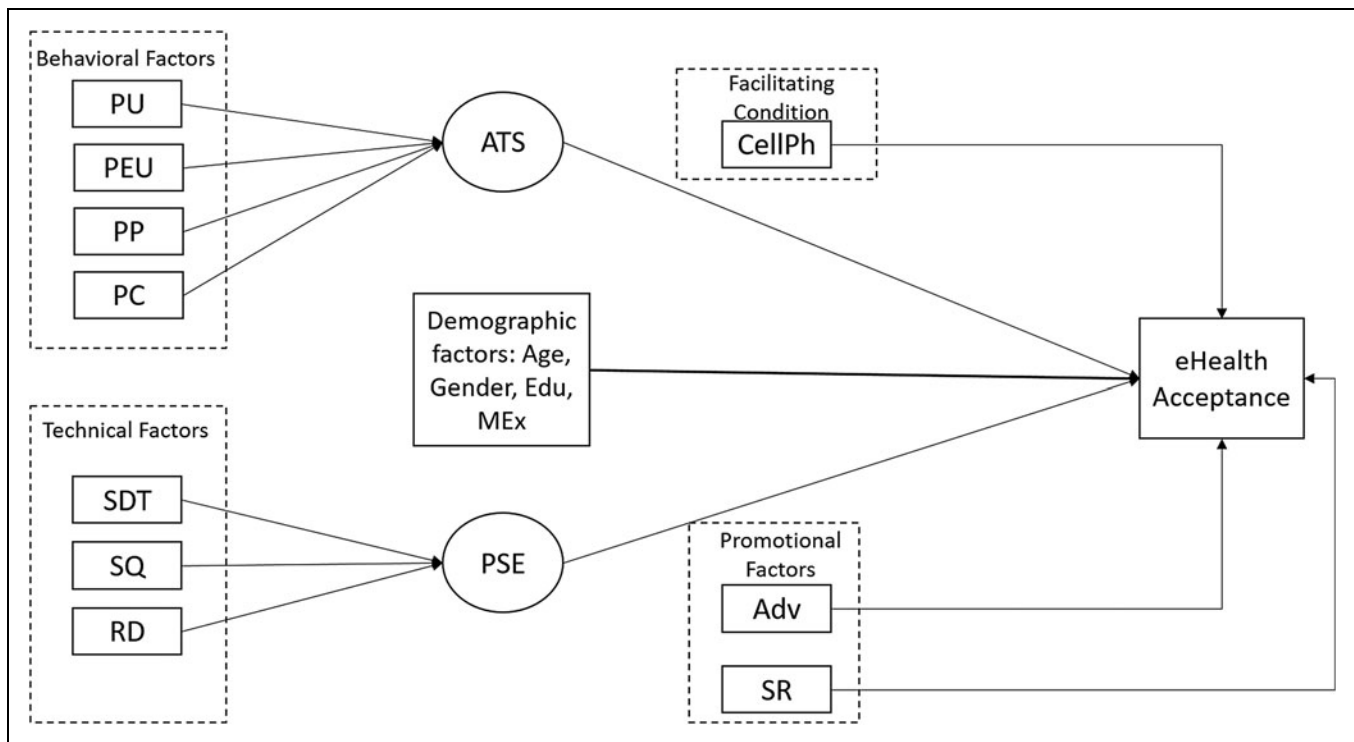 Behavioral Factors
PU
PEU
PP
PC
ATS
Facilitating
Condition
CellPh
Demographic
factors: Age,
Gender, Edu,
MEx
eHealth
Acceptance
Technical Factors
SDT
SQ
RD
PSE
Promotional
Factors
Adv
SR